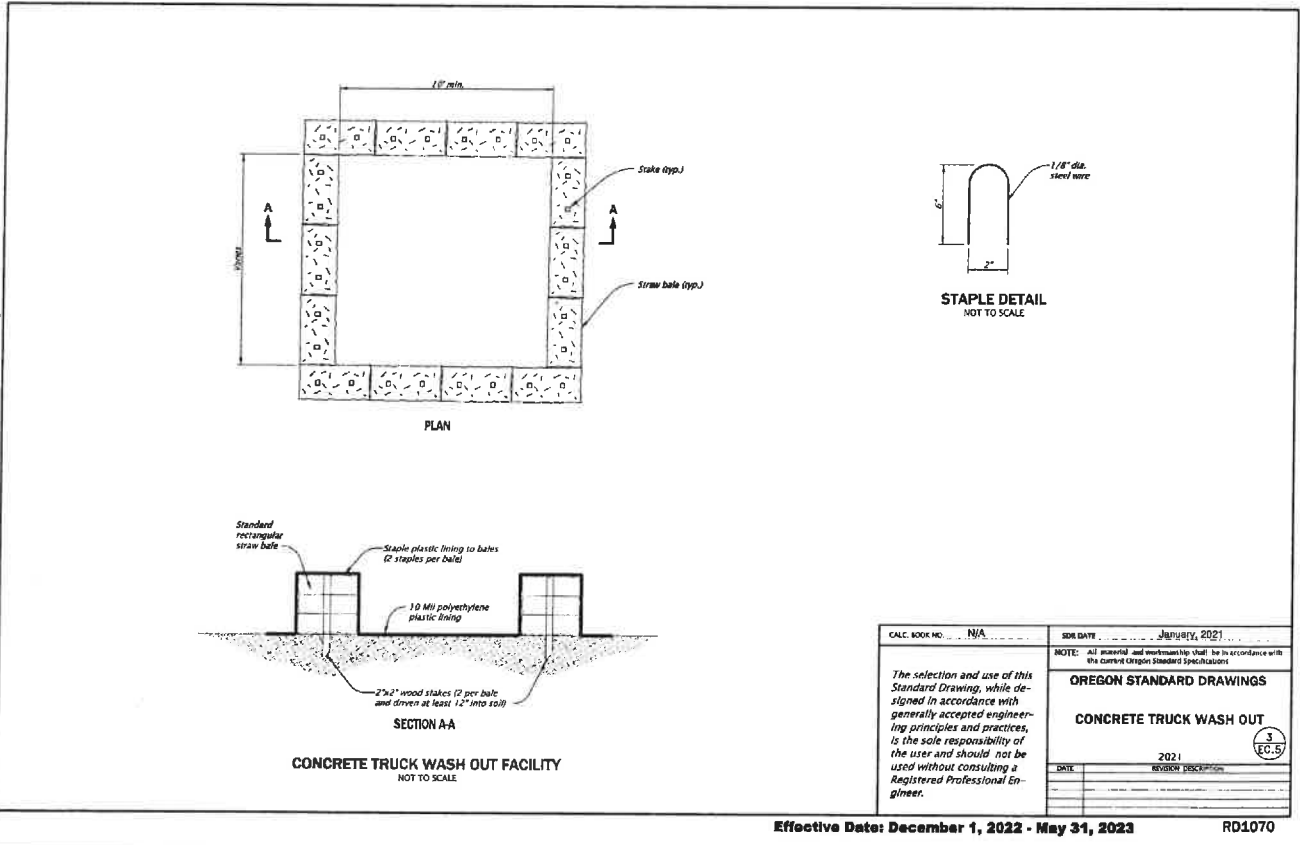 10' min.
Stake (typ.)
A
A
Varies
Straw bale (typ.)
PLAN
1/8" dia.
steel wire
6"
2"
STAPLE DETAIL
NOT TO SCALE
Standard
rectangular
straw bale
Staple plastic lining to bales
(2 staples per bale)
10 Mil polyethylene
plastic lining
2"x2" wood stakes (2 per bale
and driven at least 12" into soil)
SECTION A-A
CONCRETE TRUCK WASH OUT FACILITY
NOT TO SCALE
CALC. BOOK NO. N/A
SDR DATE January, 2021
NOTE: All material and workmanship shall be in accordance with
the current Oregon Standard Specifications
The selection and use of this
Standard Drawing, while de-
signed in accordance with
generally accepted engineer-
ing principles and practices,
is the sole responsibility of
the user and should not be
used without consulting a
Registered Professional En-
gineer.
OREGON STANDARD DRAWINGS
CONCRETE TRUCK WASH OUT
3
EC.5
2021
DATE REVISION DESCRIPTION
Effective Date: December 1, 2022 - May 31, 2023
RD1070